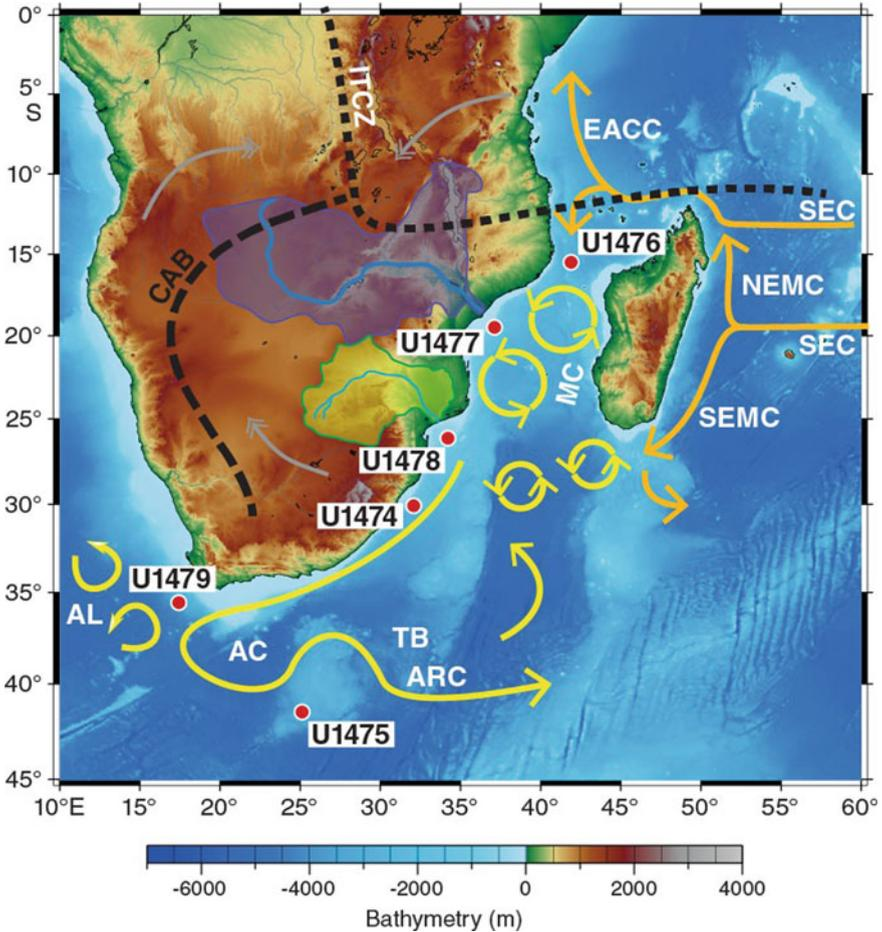 0°
5°
S
10°
15°
20°
25°
30°
35°
40°
45°
ITCZ
EACC
SEC
U1476
CAB
NEMC
U1477
SEC
MC
SEMC
U1478
U1474
U1479
AL
AC
TB
ARC
U1475
10°E 15° 20° 25° 30° 35° 40° 45° 50° 55° 60°
-6000 -4000 -2000 0 2000 4000
Bathymetry (m)